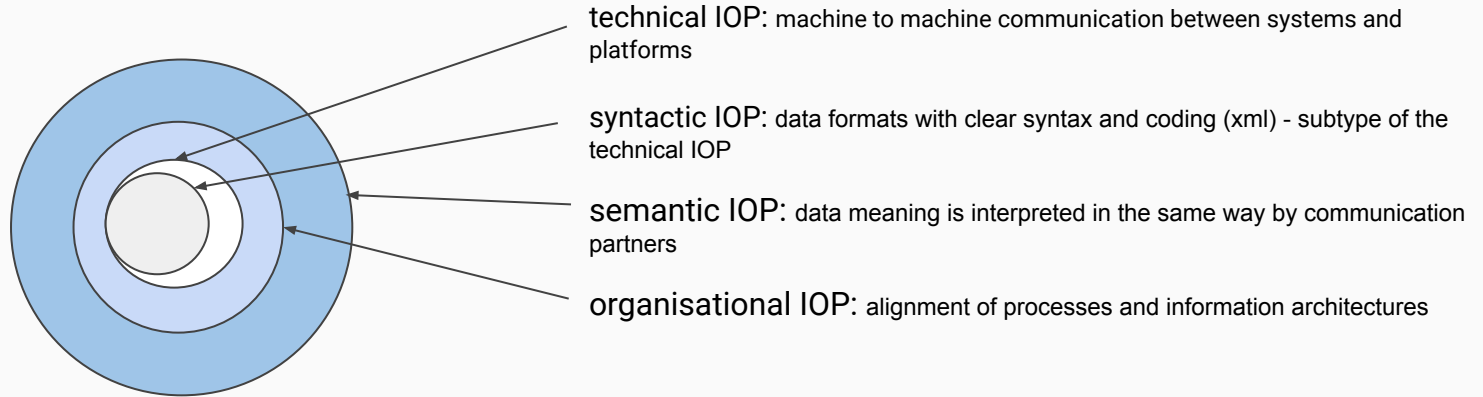 technical IOP: machine to machine communication between systems and
platforms
syntactic IOP: data formats with clear syntax and coding (xml) - subtype of the
technical IOP
semantic IOP: data meaning is interpreted in the same way by communication
partners
organisational IOP: alignment of processes and information architectures